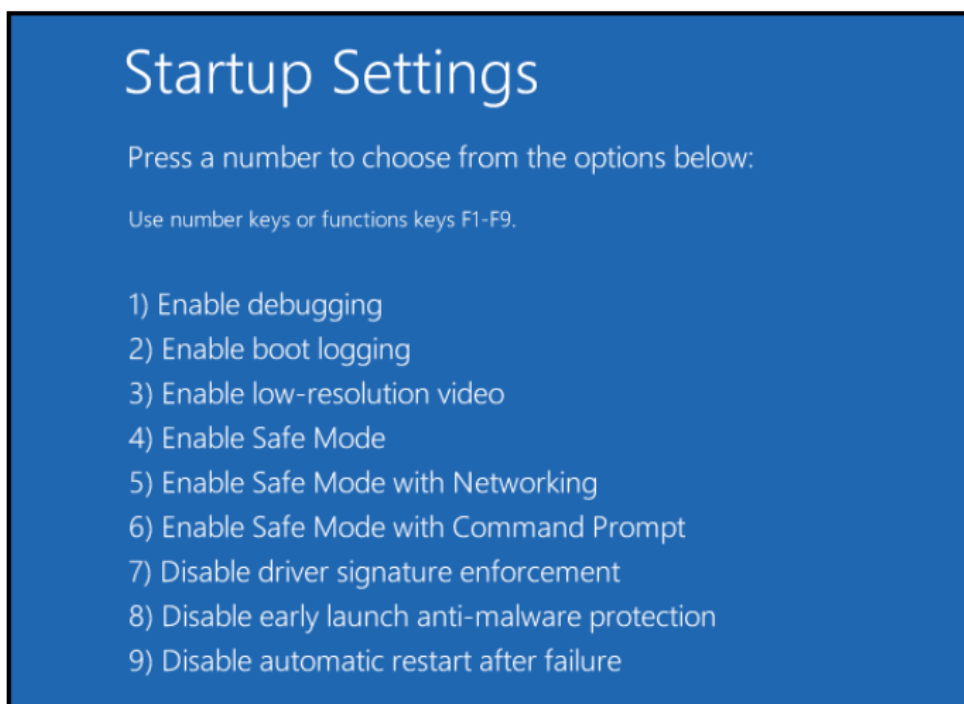 Startup Settings
Press a number to choose from the options below:
Use number keys or functions keys F1-F9.
1) Enable debugging
2) Enable boot logging
3) Enable low-resolution video
4) Enable Safe Mode
5) Enable Safe Mode with Networking
6) Enable Safe Mode with Command Prompt
7) Disable driver signature enforcement
8) Disable early launch anti-malware protection
9) Disable automatic restart after failure